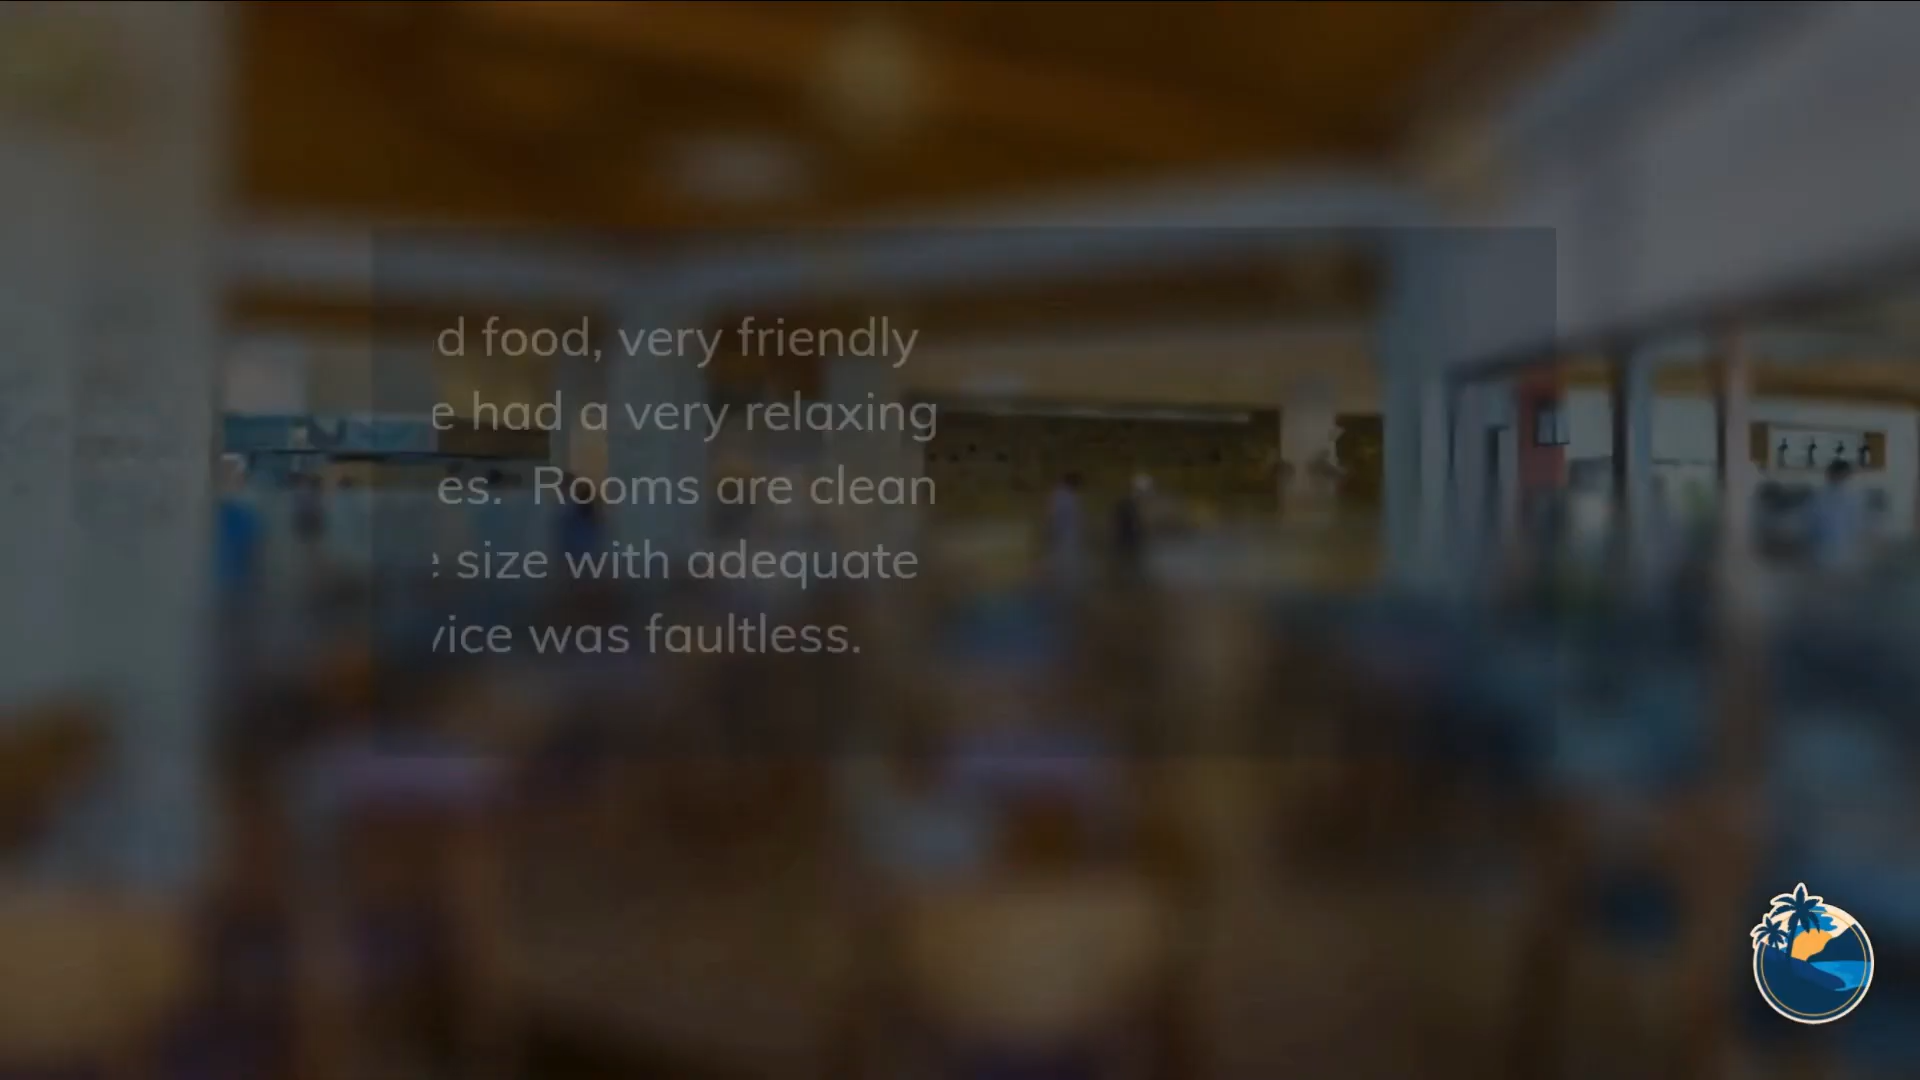 d food, very friendly
e had a very relaxing
es. Rooms are clean
size with adequate
vice was faultless.